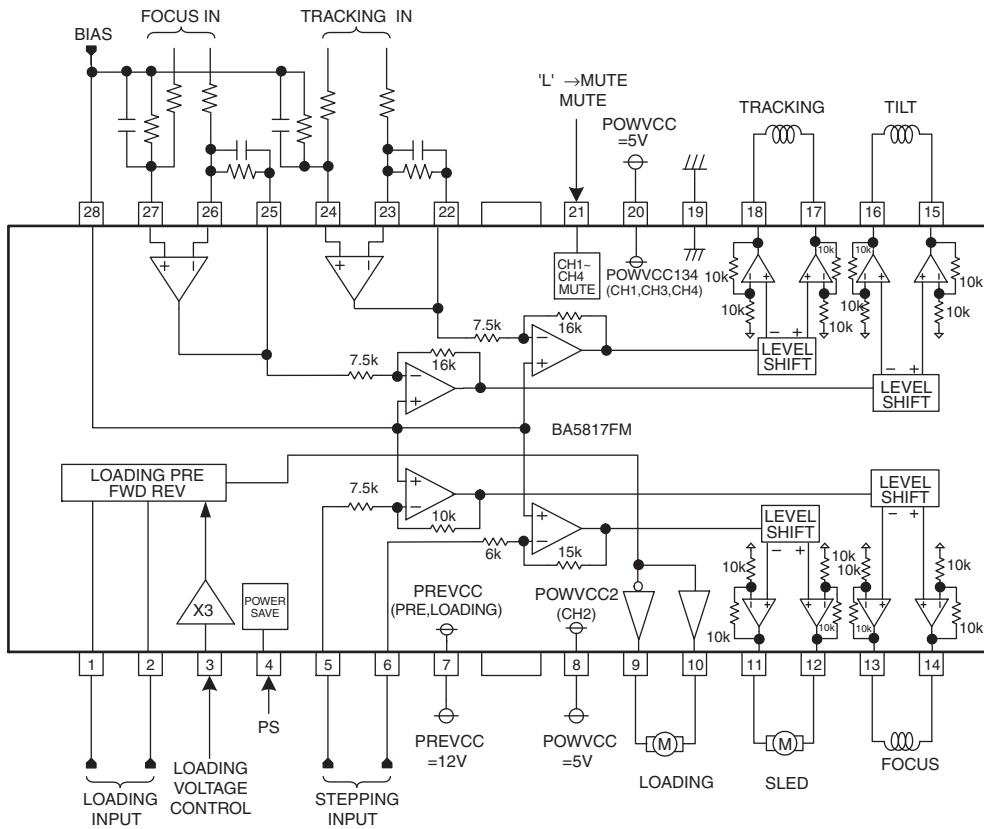 FOCUS IN
TRACKING IN
BIAS
'L' →MUTE
MUTE
POWVCC
=5V
TRACKING
TILT
28
27
26
25
24
23
22
21
20
19
18
17
16
15
CH1~
CH4
MUTE
POWVCC134
(CH1,CH3,CH4)
10k
10k
10k
10k
10k
10k
10k
10k
+
−
+
−
7.5k
16k
−
+
7.5k
16k
−
+
− +
LEVEL
SHIFT
− +
LEVEL
SHIFT
BA5817FM
LOADING PRE
FWD REV
7.5k
+
−
10k
6k
+
−
15k
LEVEL
SHIFT
− +
LEVEL
SHIFT
− +
X3
POWER
SAVE
PREVCC
(PRE,LOADING)
POWVCC2
(CH2)
10k
10k
10k
10k
10k
10k
10k
10k
1
2
3
4
5
6
7
8
9
10
11
12
13
14
PS
PREVCC
=12V
POWVCC
=5V
M
M
LOADING
INPUT
LOADING
VOLTAGE
CONTROL
STEPPING
INPUT
LOADING
SLED
FOCUS